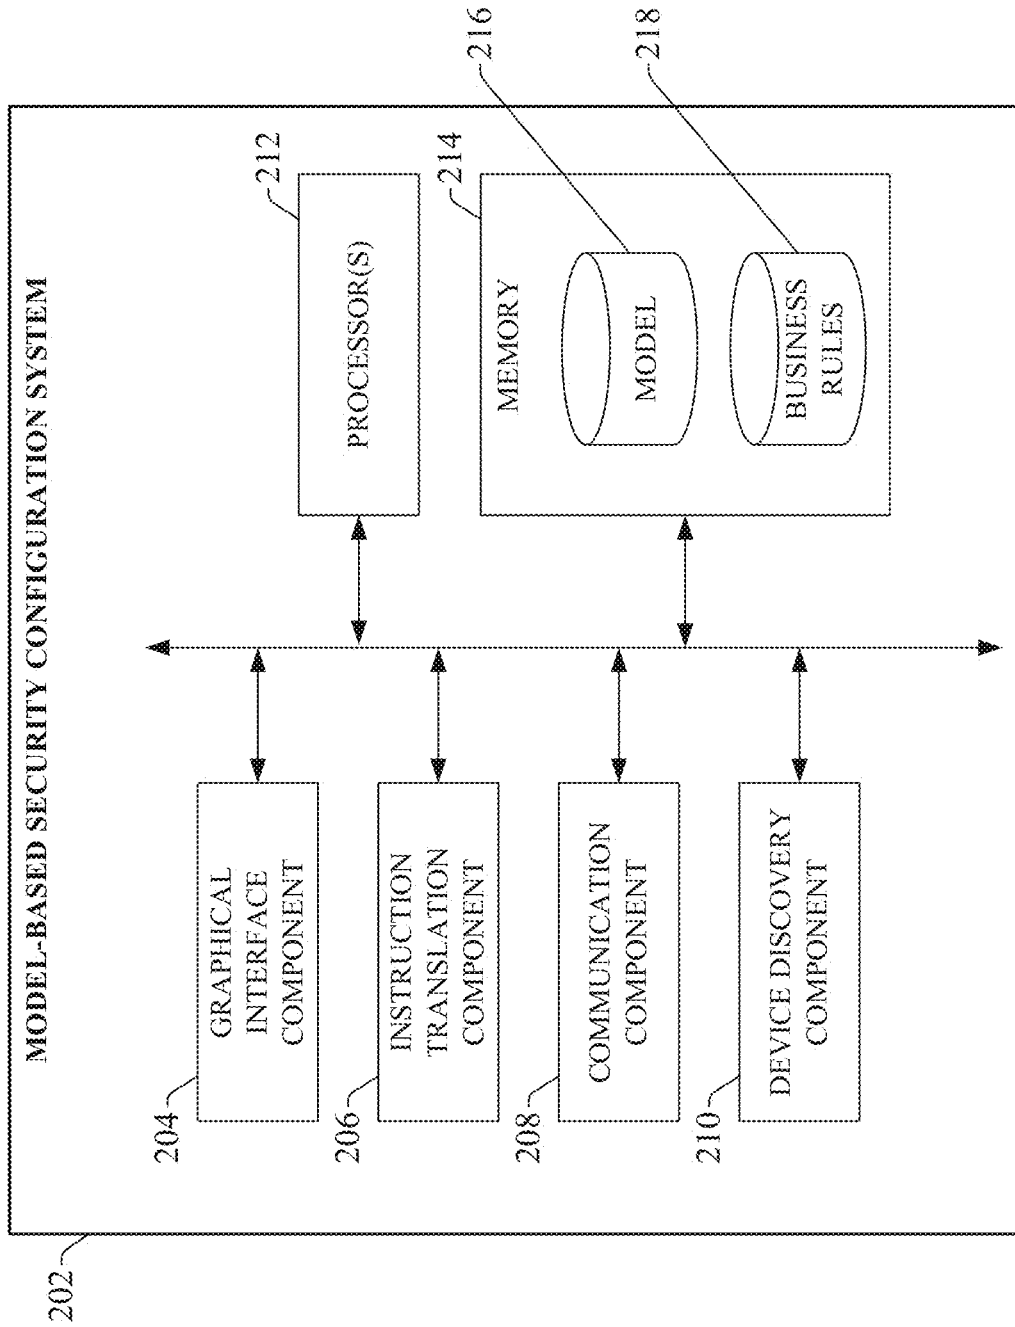 MODEL-BASED SECURITY CONFIGURATION SYSTEM
202
204
GRAPHICAL
INTERFACE
COMPONENT
206
INSTRUCTION
TRANSLATION
COMPONENT
208
COMMUNICATION
COMPONENT
210
DEVICE DISCOVERY
COMPONENT
212
PROCESSOR(S)
214
MEMORY
MODEL
216
BUSINESS
RULES
218